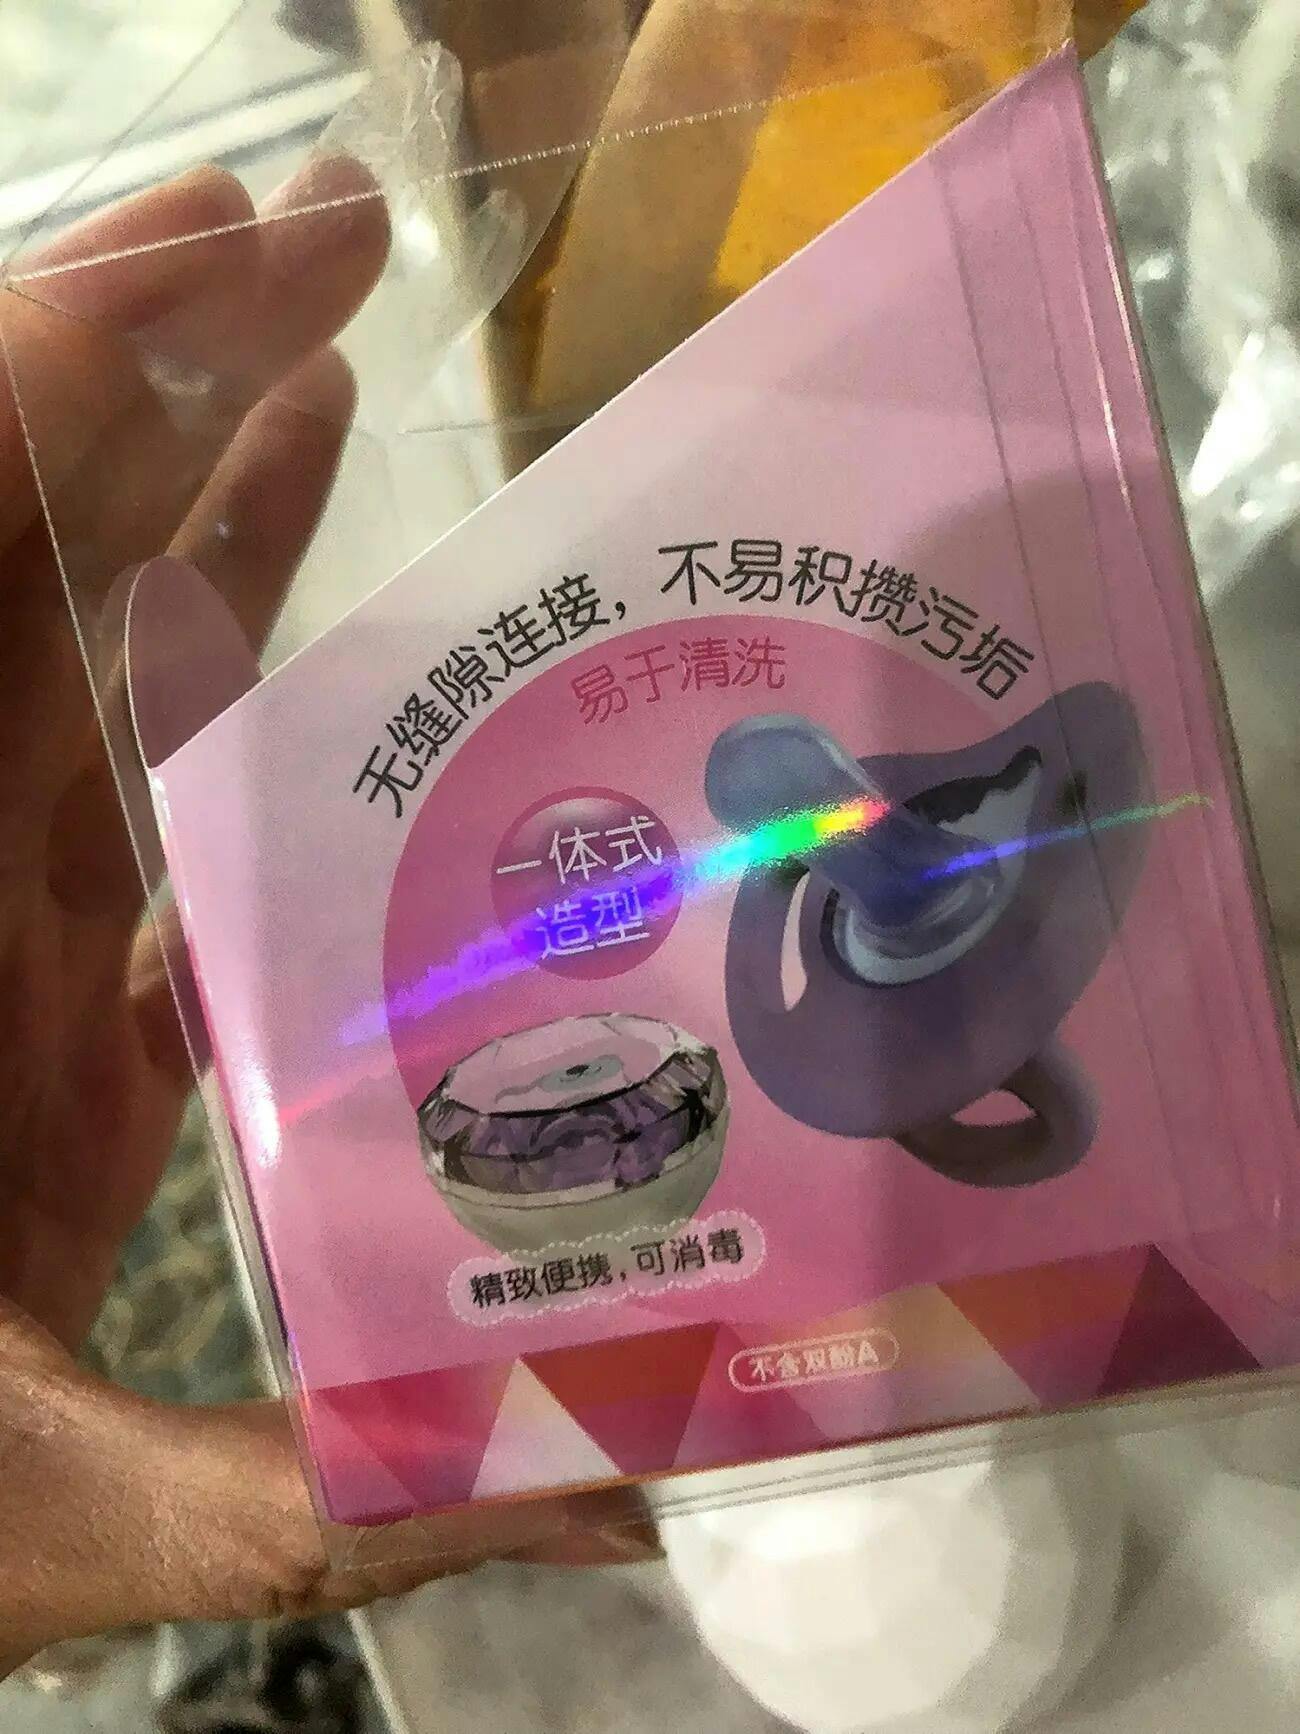 无缝隙连接，不易积攒污垢
易于清洗
一体式
造型
精致便携，可消毒
不含双酚A